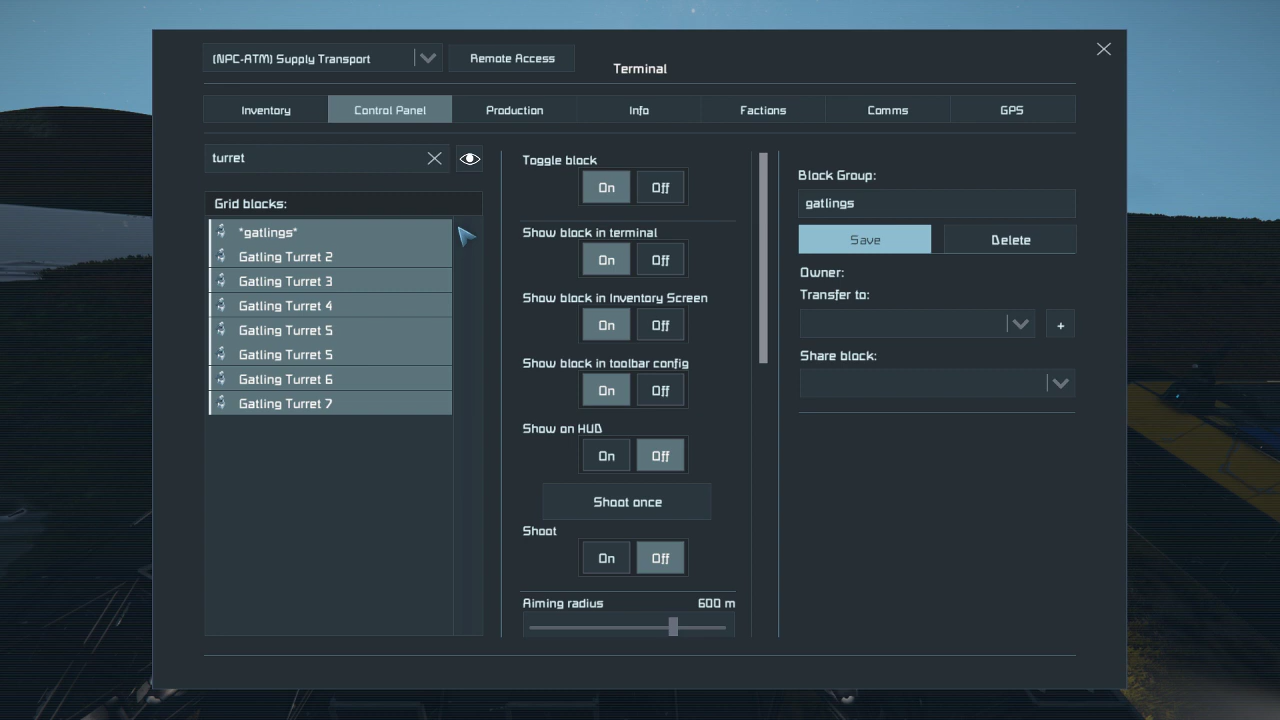 (NPC-ATM) Supply Transport
Remote Access
Terminal
Inventory
Control Panel
Production
Info
Factions
Comms
GPS
turret
Grid blocks:
*gatlings*
Gatling Turret 2
Gatling Turret 3
Gatling Turret 4
Gatling Turret 5
Gatling Turret 5
Gatling Turret 6
Gatling Turret 7
Toggle block
On Off
Show block in terminal
On Off
Show block in Inventory Screen
On Off
Show block in toolbar config
On Off
Show on HUD
On Off
Shoot once
Shoot
On Off
Aiming radius 600 m
Block Group:
gatlings
Save Delete
Owner:
Transfer to:
+
Share block: